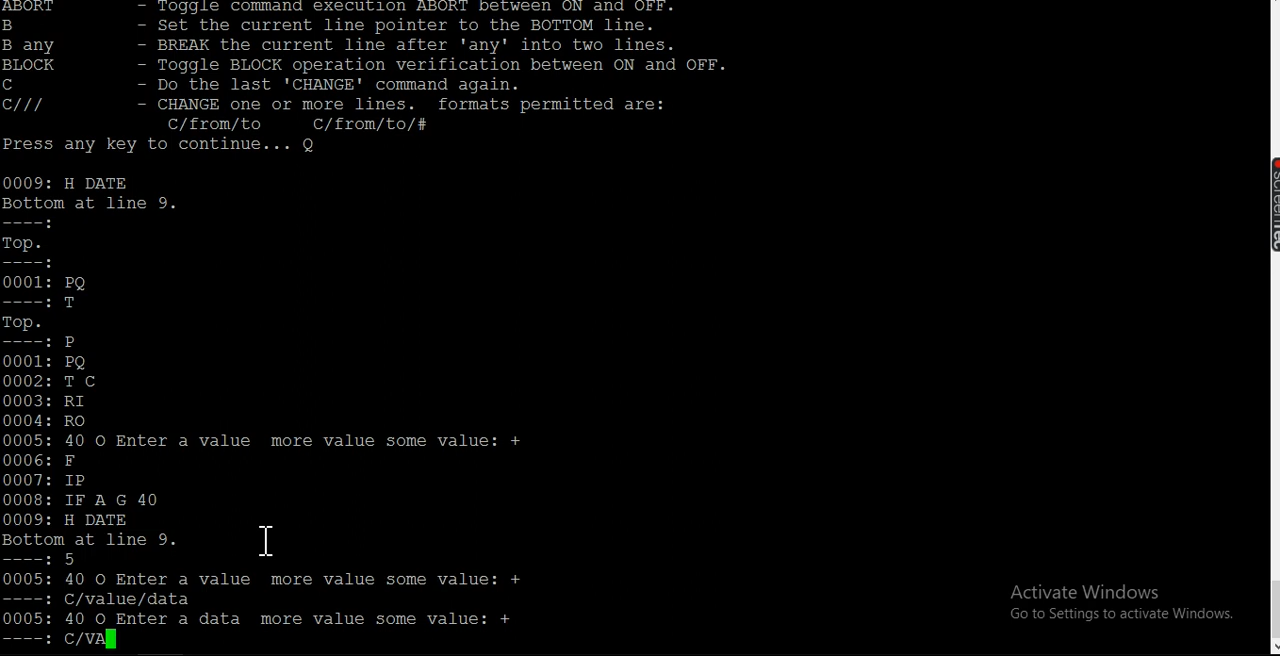 ABORT - Toggle command execution ABORT between ON and OFF.
B - Set the current line pointer to the BOTTOM line.
B any - BREAK the current line after 'any' into two lines.
BLOCK - Toggle BLOCK operation verification between ON and OFF.
C - Do the last 'CHANGE' command again.
C/// - CHANGE one or more lines.  formats permitted are:
C/from/to     C/from/to/#
Press any key to continue... Q
0009: H DATE
Bottom at line 9.
----:
Top.
----:
0001: PQ
----: T
Top.
----: P
0001: PQ
0002: T C
0003: RI
0004: RO
0005: 40 O Enter a value  more value some value: +
0006: F
0007: IP
0008: IF A G 40
0009: H DATE
Bottom at line 9.
----: 5
0005: 40 O Enter a value  more value some value: +
----: C/value/data
0005: 40 O Enter a data  more value some value: +
----: C/VA
Activate Windows
Go to Settings to activate Windows.